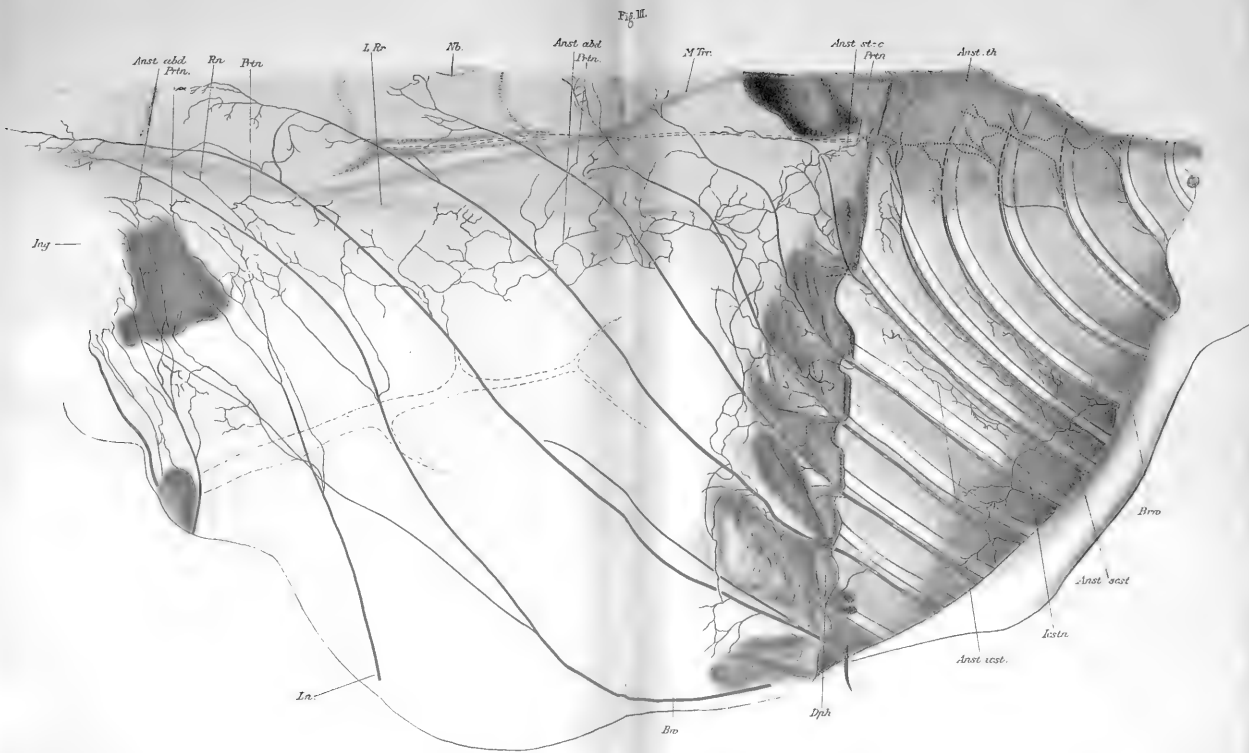 Fig. III.
Anst abd
Prtn.
Rn
Prtn
I. Rr
Nb.
Anst abd
Prtn.
M Trr.
Anst st-c
Prtn
Anst. th
Ing
Brw
Anst scst
Icstn
Anst icst.
Dph
Bw
Ln.